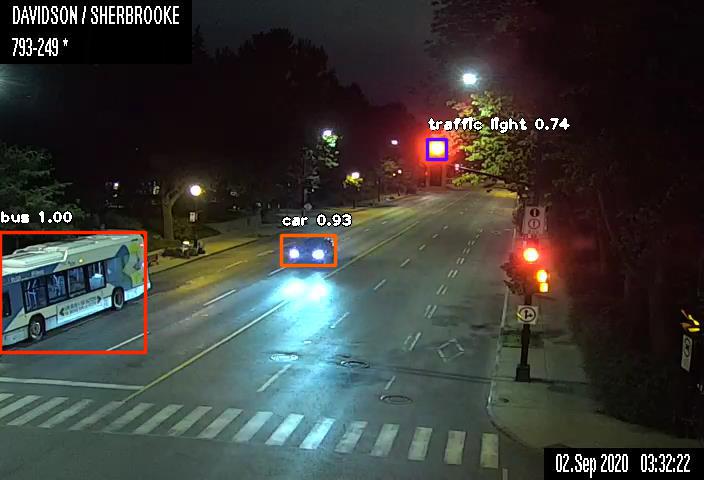 DAVIDSON / SHERBROOKE
793-249 *
traffic light 0.74
bus 1.00
car 0.93
02.Sep 2020 03:32:22